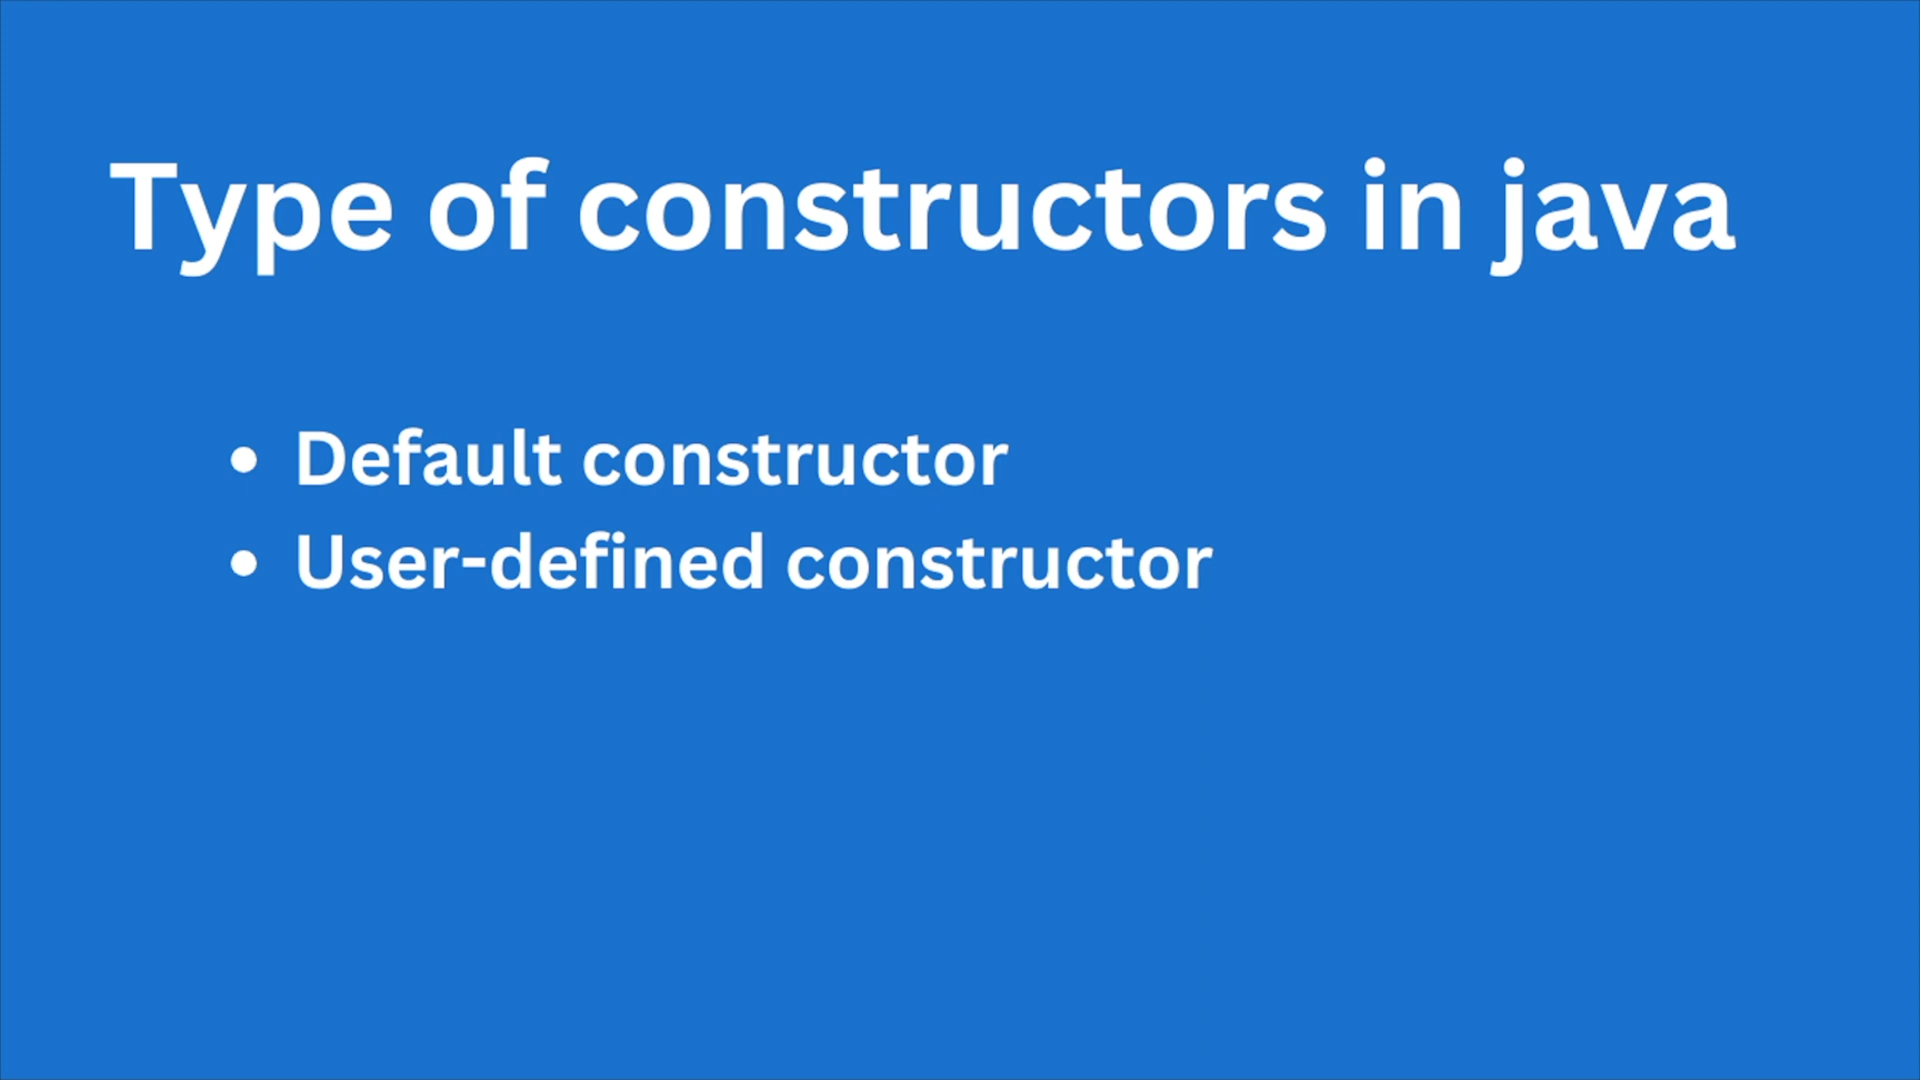 Type of constructors in java
• Default constructor
• User-defined constructor